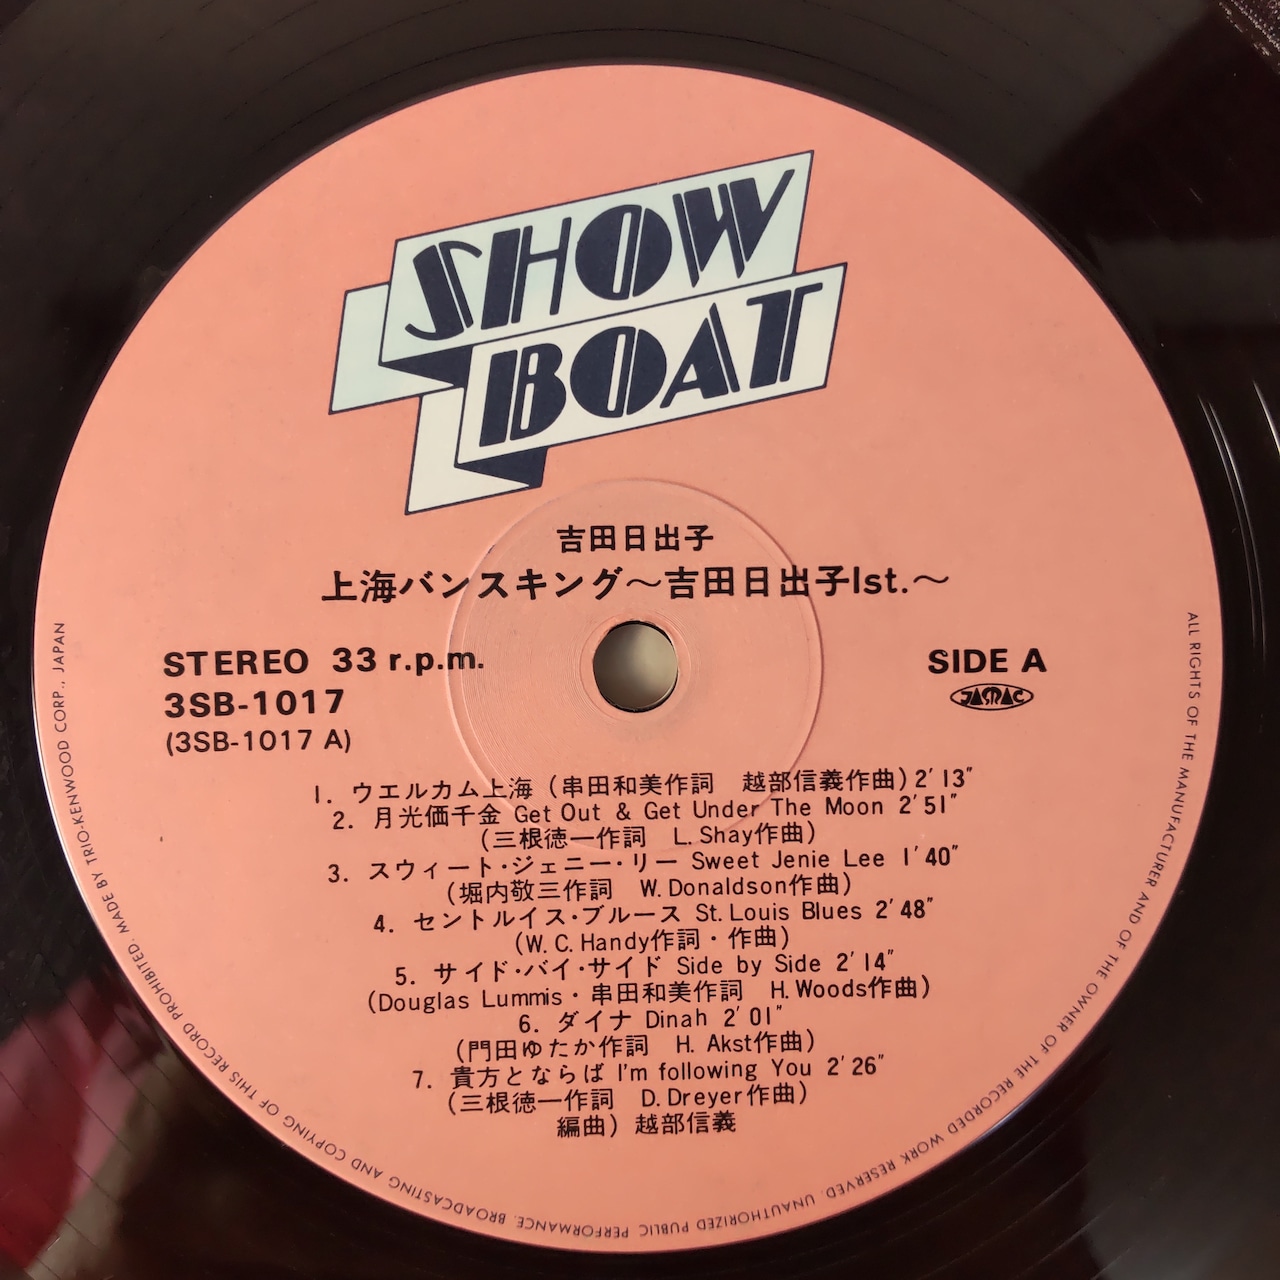 SHOW
BOAT
吉田日出子
上海バンスキング〜吉田日出子Ist.〜
STEREO 33 r.p.m.
SIDE A
3SB-1017
JASRAC
(3SB-1017 A)
1. ウエルカム上海 (串田和美作詞 越部信義作曲) 2'13"
2. 月光価千金 Get Out & Get Under The Moon 2'51"
(三根徳一作詞 L.Shay作曲)
3. スウィート・ジェニー・リー Sweet Jenie Lee 1'40"
(堀内敬三作詞 W.Donaldson作曲)
4. セントルイス・ブルース St. Louis Blues 2'48"
(W.C.Handy作詞・作曲)
5. サイド・バイ・サイド Side by Side 2'14"
(Douglas Lummis・串田和美作詞 H.Woods作曲)
6. ダイナ Dinah 2'01"
(門田ゆたか作詞 H. Akst作曲)
7. 貴方とならば I'm following You 2'26"
(三根徳一作詞 D.Dreyer作曲)
編曲) 越部信義
ALL RIGHTS OF THE MANUFACTURER AND OF THE OWNER OF THE RECORDED WORK RESERVED. UNAUTHORIZED PUBLIC PERFORMANCE. BROADCASTING AND COPYING OF THIS RECORD PROHIBITED. MADE BY TRIO-KENWOOD CORP., JAPAN